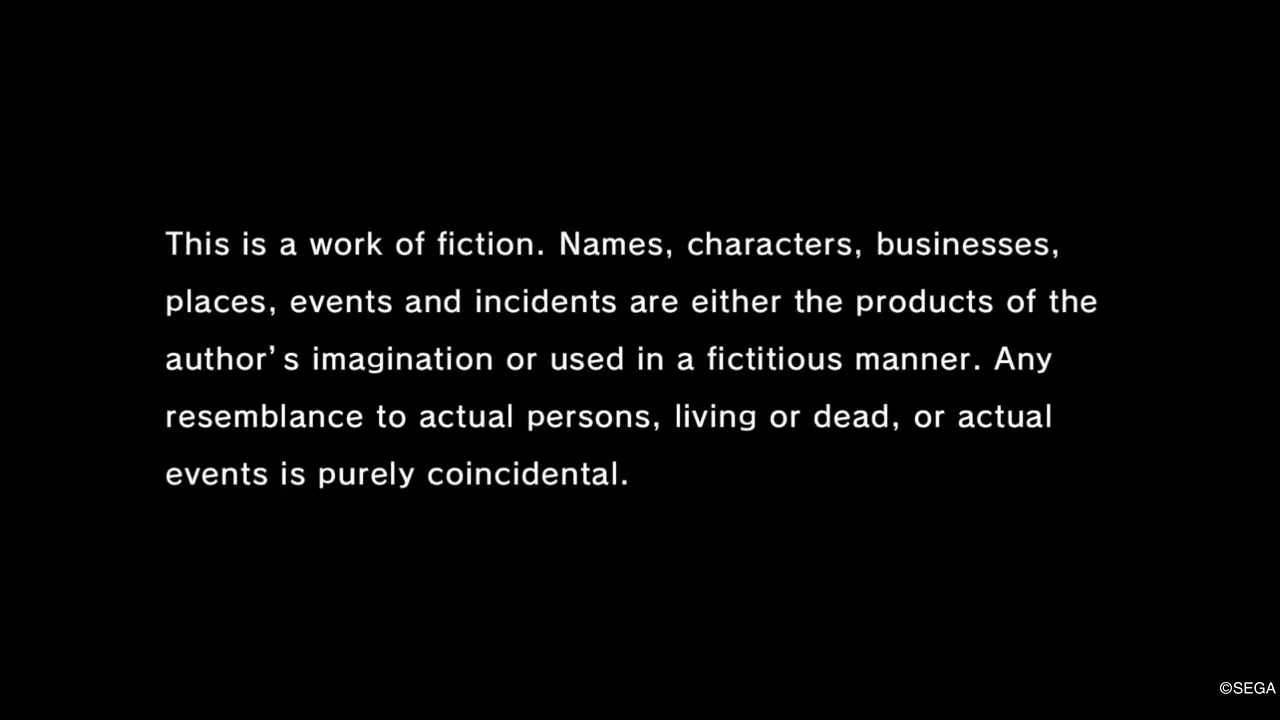 This is a work of fiction. Names, characters, businesses,
places, events and incidents are either the products of the
author’s imagination or used in a fictitious manner. Any
resemblance to actual persons, living or dead, or actual
events is purely coincidental.
©SEGA